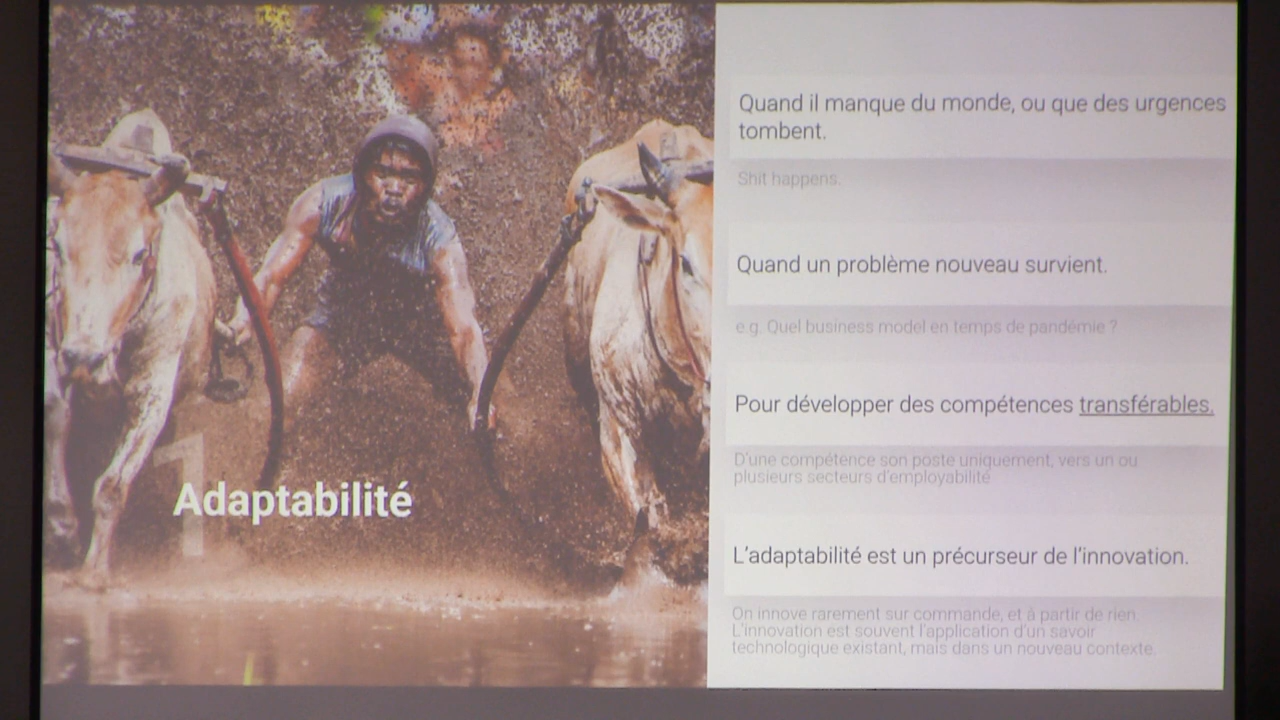 1
Adaptabilité
Quand il manque du monde, ou que des urgences
tombent.
Shit happens.
Quand un problème nouveau survient.
e.g. Quel business model en temps de pandémie ?
Pour développer des compétences transférables.
D'une compétence son poste uniquement, vers un ou
plusieurs secteurs d'employabilité
L'adaptabilité est un précurseur de l'innovation.
On innove rarement sur commande, et à partir de rien.
L'innovation est souvent l'application d'un savoir
technologique existant, mais dans un nouveau contexte.